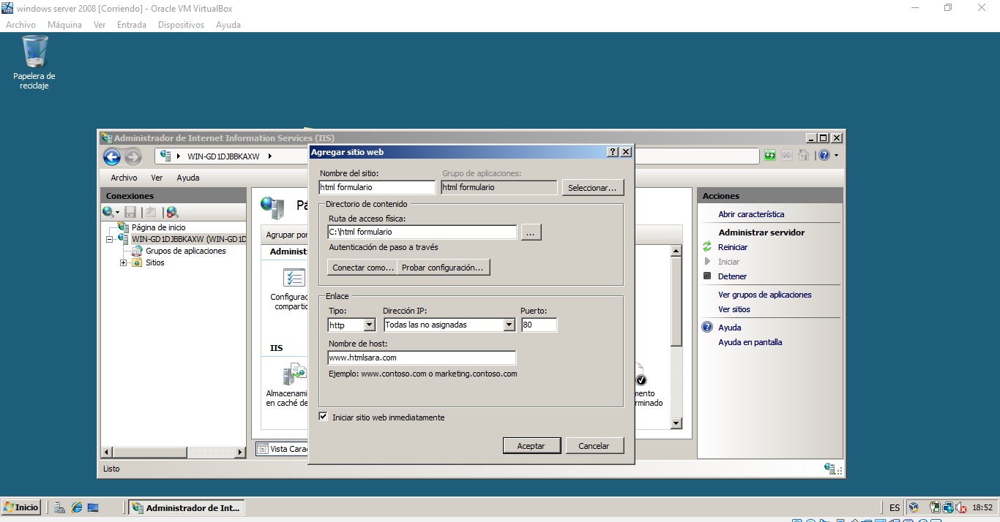 windows server 2008 [Corriendo] - Oracle VM VirtualBox
Archivo Máquina Ver Entrada Dispositivos Ayuda
Papelera de
reciclaje
Administrador de Internet Information Services (IIS)
WIN-GD1DJBBKAXW
Archivo Ver Ayuda
Conexiones
Página de inicio
WIN-GD1DJBBKAXW (WIN-GD1D
Grupos de aplicaciones
Sitios
Agrupar por
Administ
Configurac
compartic
IIS
Almacenami
en caché de
mento
rminado
Vista Carac
Listo
Agregar sitio web
Nombre del sitio: Grupo de aplicaciones:
html formulario html formulario Seleccionar...
Directorio de contenido
Ruta de acceso física:
C:\html formulario ...
Autenticación de paso a través
Conectar como... Probar configuración...
Enlace
Tipo: Dirección IP: Puerto:
http Todas las no asignadas 80
Nombre de host:
www.htmlsara.com
Ejemplo: www.contoso.com o marketing.contoso.com
Iniciar sitio web inmediatamente
Aceptar Cancelar
Acciones
Abrir característica
Administrar servidor
Reiniciar
Iniciar
Detener
Ver grupos de aplicaciones
Ver sitios
Ayuda
Ayuda en pantalla
Inicio Administrador de Int... ES 18:52